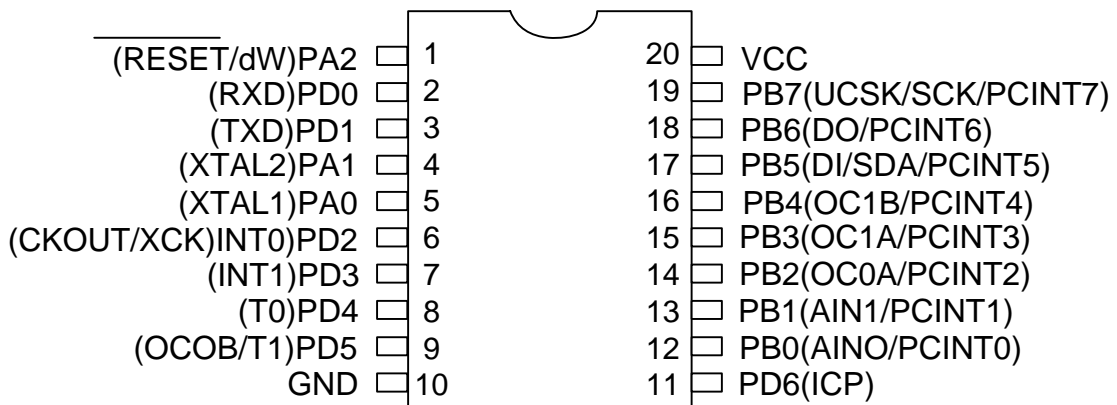 (RESET/dW)PA2 1 20 VCC
(RXD)PD0 2 19 PB7(UCSK/SCK/PCINT7)
(TXD)PD1 3 18 PB6(DO/PCINT6)
(XTAL2)PA1 4 17 PB5(DI/SDA/PCINT5)
(XTAL1)PA0 5 16 PB4(OC1B/PCINT4)
(CKOUT/XCK)INT0)PD2 6 15 PB3(OC1A/PCINT3)
(INT1)PD3 7 14 PB2(OC0A/PCINT2)
(T0)PD4 8 13 PB1(AIN1/PCINT1)
(OCOB/T1)PD5 9 12 PB0(AINO/PCINT0)
GND 10 11 PD6(ICP)